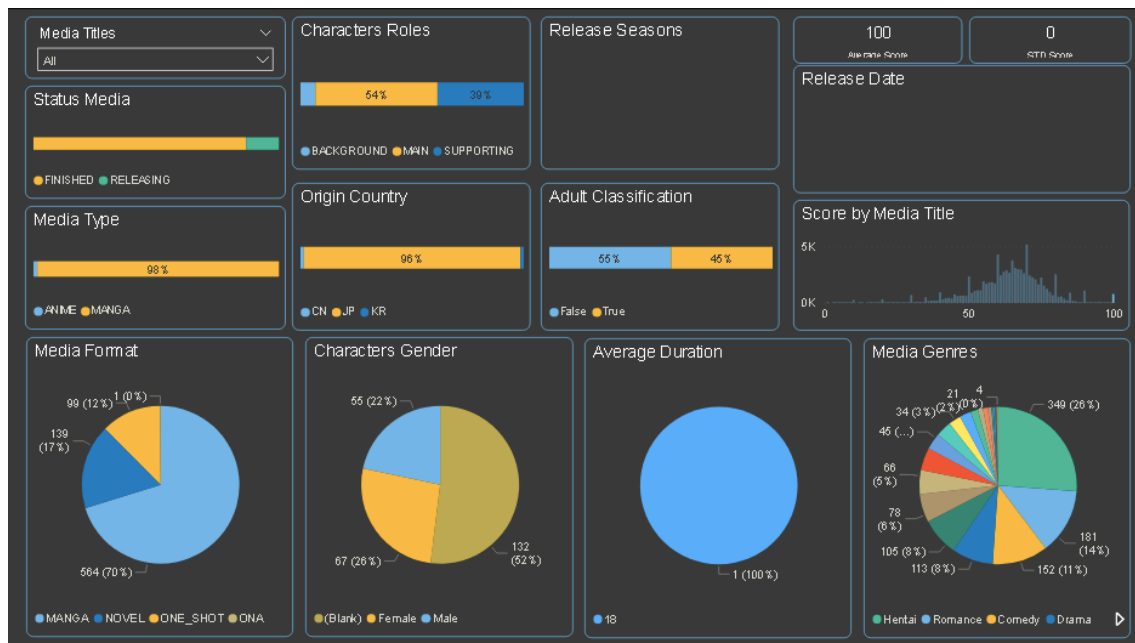 Media Titles
All
Status Media
FINISHED RELEASING
Media Type
98%
ANIME MANGA
Characters Roles
54% 39%
BACKGROUND MAIN SUPPORTING
Origin Country
96%
CN JP KR
Release Seasons
Adult Classification
55% 45%
False True
100
Average Score
0
STD Score
Release Date
Score by Media Title
5K
0K
0 50 100
Media Format
1 (0%)
99 (12%)
139
(17%)
564 (70%)
MANGA NOVEL ONE_SHOT ONA
Characters Gender
55 (22%)
67 (26%)
132
(52%)
(Blank) Female Male
Average Duration
1 (100%)
18
Media Genres
4
(0%)
21
(2%)
34 (3%)
45 (...)
66
(5%)
78
(6%)
105 (8%)
113 (8%)
152 (11%)
181
(14%)
349 (26%)
Hentai Romance Comedy Drama